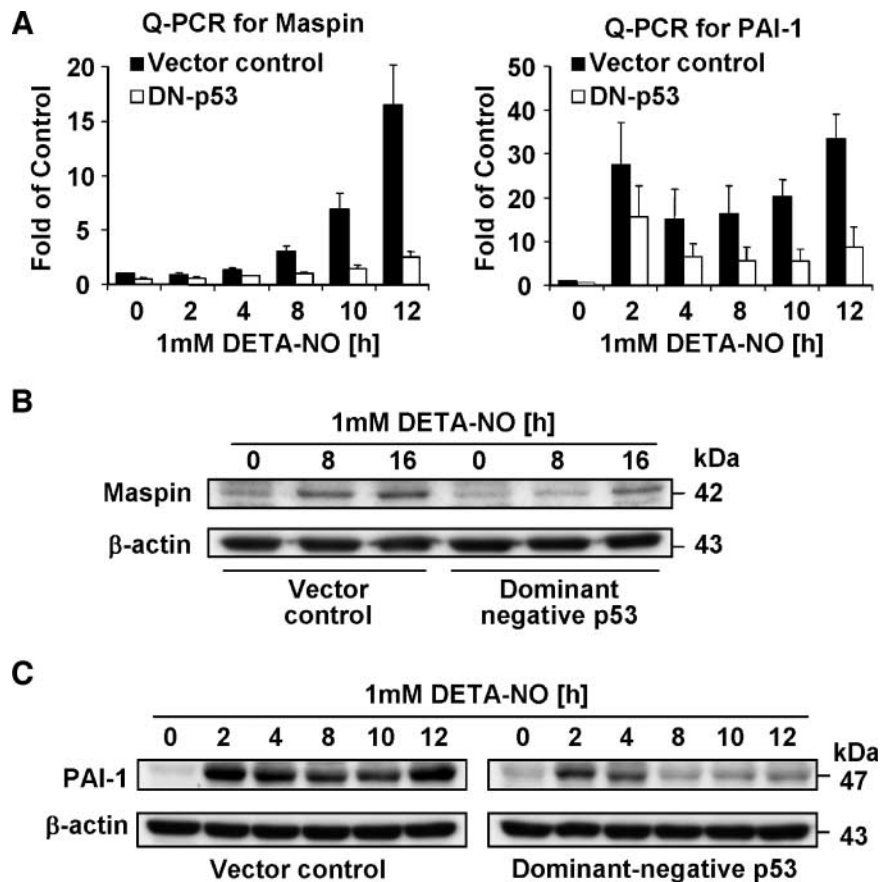 A
Q-PCR for Maspin
Vector control
DN-p53
Fold of Control
20
15
10
5
0
0 2 4 8 10 12
1mM DETA-NO [h]
Q-PCR for PAI-1
Vector control
DN-p53
Fold of Control
50
40
30
20
10
0
0 2 4 8 10 12
1mM DETA-NO [h]
B
1mM DETA-NO [h]
0 8 16 0 8 16 kDa
Maspin 42
β-actin 43
Vector control
Dominant negative p53
C
1mM DETA-NO [h]
0 2 4 8 10 12 0 2 4 8 10 12 kDa
PAI-1 47
β-actin 43
Vector control Dominant-negative p53